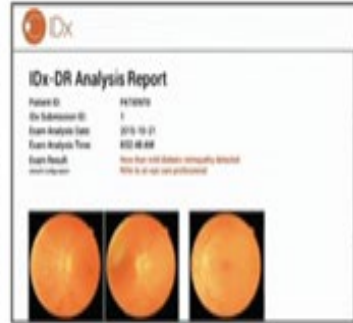 IDx
IDx-DR Analysis Report
Patient ID:
IDx Submission ID: 1
Exam Analysis Date:
Exam Analysis Time:
Exam Result More than mild diabetic retinopathy detected
Refer to an eye care professional